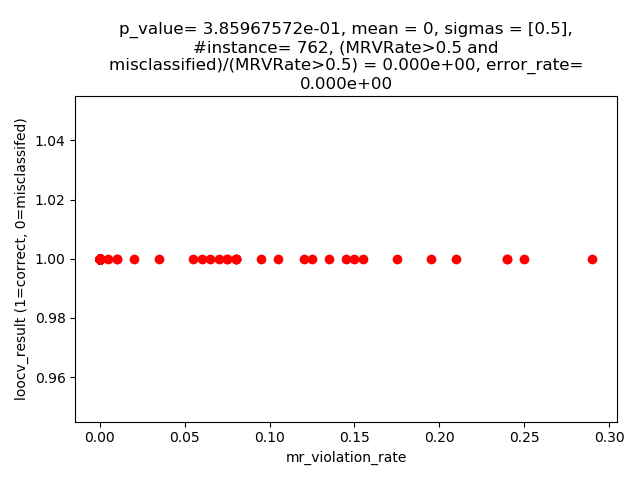 p_value= 3.85967572e-01, mean = 0, sigmas = [0.5],
#instance= 762, (MRVRate>0.5 and
misclassified)/(MRVRate>0.5) = 0.000e+00, error_rate=
0.000e+00
loocv_result (1=correct, 0=misclassifed)
1.04
1.02
1.00
0.98
0.96
0.00 0.05 0.10 0.15 0.20 0.25 0.30
mr_violation_rate